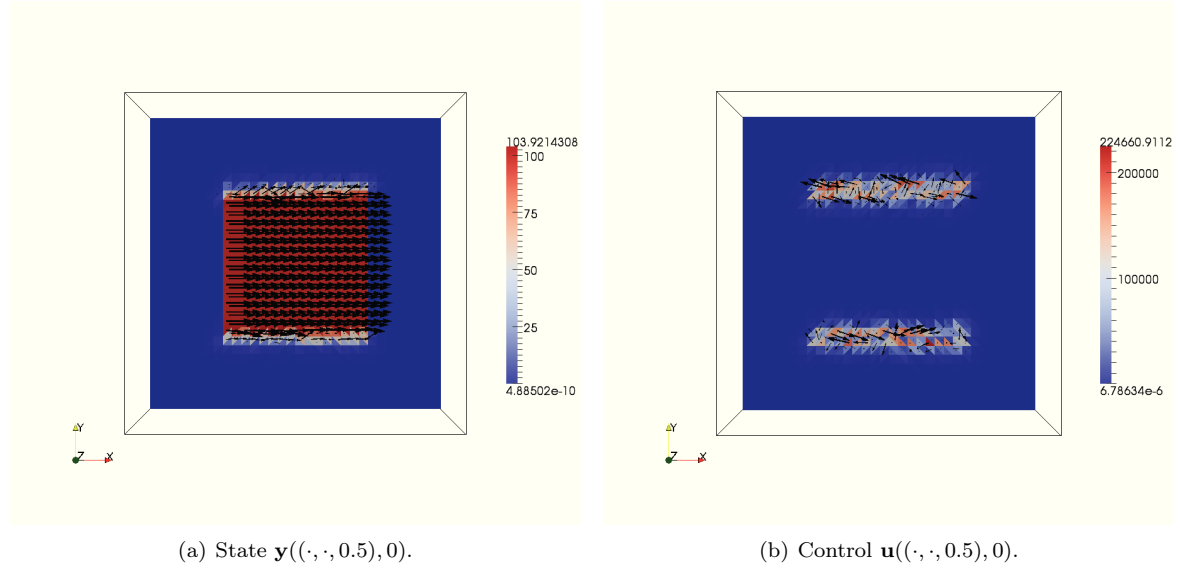 103.9214308
100
75
50
25
4.88502e-10
Y
Z
X
224660.9112
200000
100000
6.78634e-6
Y
Z
X
(a) State y((·, ·, 0.5), 0).
(b) Control u((·, ·, 0.5), 0).